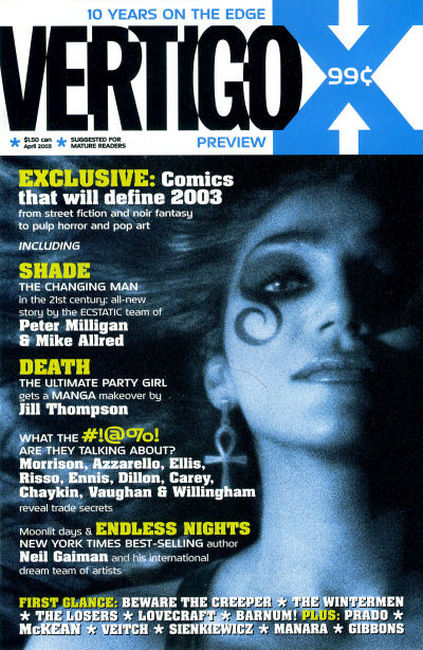 10 YEARS ON THE EDGE
VERTIGO X
99¢
PREVIEW
* $1.50 can
April 2003
* SUGGESTED FOR
MATURE READERS
EXCLUSIVE: Comics
that will define 2003
from street fiction and noir fantasy
to pulp horror and pop art
INCLUDING
SHADE
THE CHANGING MAN
in the 21st century: all-new
story by the ECSTATIC team of
Peter Milligan
& Mike Allred
DEATH
THE ULTIMATE PARTY GIRL
gets a MANGA makeover by
Jill Thompson
WHAT THE #!@%!
ARE THEY TALKING ABOUT?
Morrison, Azzarello, Ellis,
Risso, Ennis, Dillon, Carey,
Chaykin, Vaughan & Willingham
reveal trade secrets
Moonlit days & ENDLESS NIGHTS
NEW YORK TIMES BEST-SELLING author
Neil Gaiman and his international
dream team of artists
FIRST GLANCE: BEWARE THE CREEPER * THE WINTERMEN
* THE LOSERS * LOVECRAFT * BARNUM! PLUS: PRADO *
McKEAN * VEITCH * SIENKIEWICZ * MANARA * GIBBONS